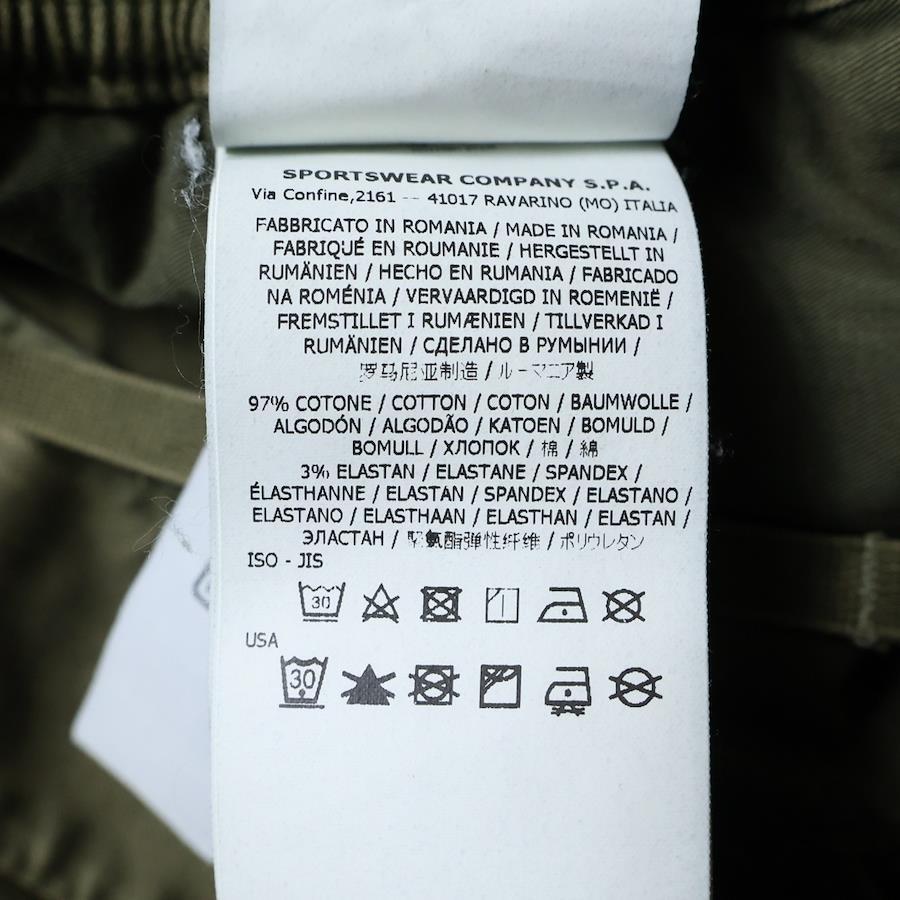 SPORTSWEAR COMPANY S.P.A.
Via Confine,2161 -- 41017 RAVARINO (MO) ITALIA
FABBRICATO IN ROMANIA / MADE IN ROMANIA /
FABRIQUÉ EN ROUMANIE / HERGESTELLT IN
RUMÄNIEN / HECHO EN RUMANIA / FABRICADO
NA ROMÉNIA / VERVAARDIGD IN ROEMENIË /
FREMSTILLET I RUMÆNIEN / TILLVERKAD I
RUMÄNIEN / СДЕЛАНО В РУМЫНИИ /
罗马尼亚制造 / ルーマニア製
97% COTONE / COTTON / COTON / BAUMWOLLE /
ALGODÓN / ALGODÃO / KATOEN / BOMULD /
BOMULL / ХЛОПОК / 棉 / 綿
3% ELASTAN / ELASTANE / SPANDEX /
ÉLASTHANNE / ELASTAN / SPANDEX / ELASTANO /
ELASTANO / ELASTHAAN / ELASTHAN / ELASTAN /
ЭЛАСТАН / 聚氨酯弹性纤维 / ポリウレタン
ISO - JIS
30
USA
30